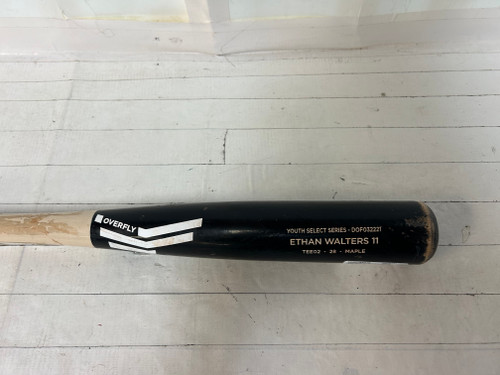 OVERFLY
YOUTH SELECT SERIES - DOF032221
ETHAN WALTERS 11
TEE02 - 29 - MAPLE